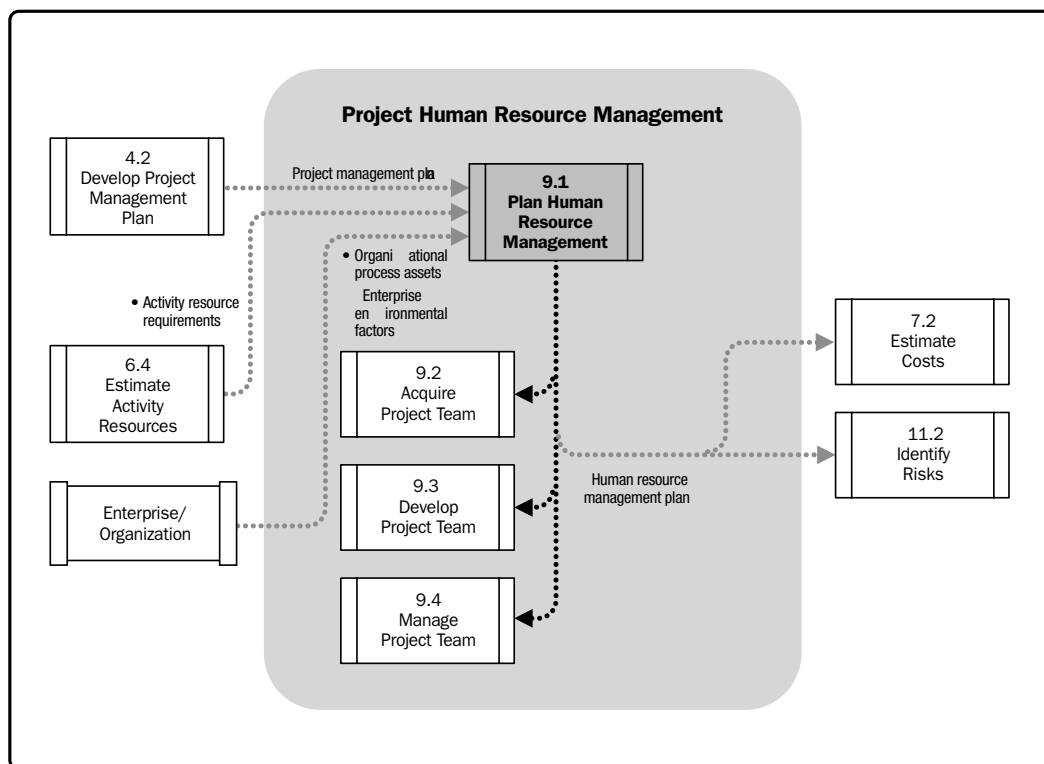 Project Human Resource Management
4.2
Develop Project
Management
Plan
Project management pla
9.1
Plan Human
Resource
Management
• Organi ational
process assets
Enterprise
en ironmental
factors
• Activity resource
requirements
6.4
Estimate
Activity
Resources
9.2
Acquire
Project Team
7.2
Estimate
Costs
11.2
Identify
Risks
9.3
Develop
Project Team
Human resource
management plan
Enterprise/
Organization
9.4
Manage
Project Team